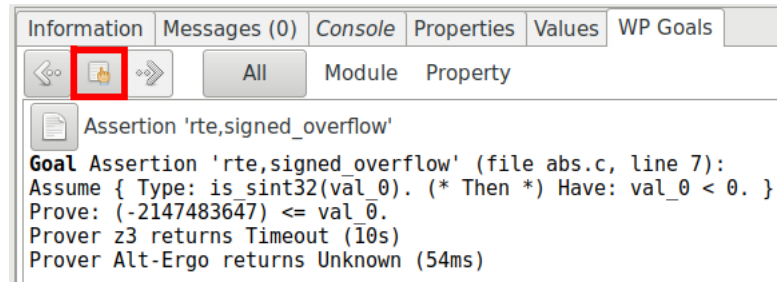 Information Messages (0) Console Properties Values WP Goals
All Module Property
Assertion 'rte,signed_overflow'
Goal Assertion 'rte,signed_overflow' (file abs.c, line 7):
Assume { Type: is_sint32(val_0). (* Then *) Have: val_0 < 0. }
Prove: (-2147483647) <= val_0.
Prover z3 returns Timeout (10s)
Prover Alt-Ergo returns Unknown (54ms)